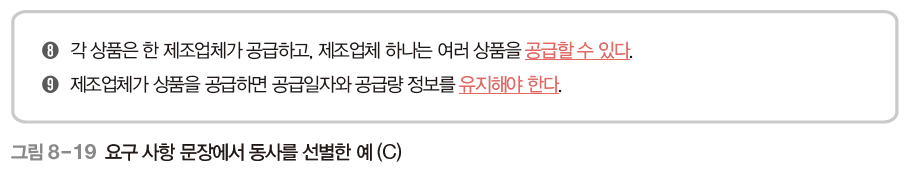 ❽ 각 상품은 한 제조업체가 공급하고, 제조업체 하나는 여러 상품을 공급할 수 있다.
❾ 제조업체가 상품을 공급하면 공급일자와 공급량 정보를 유지해야 한다.
그림 8-19 요구 사항 문장에서 동사를 선별한 예 (C)